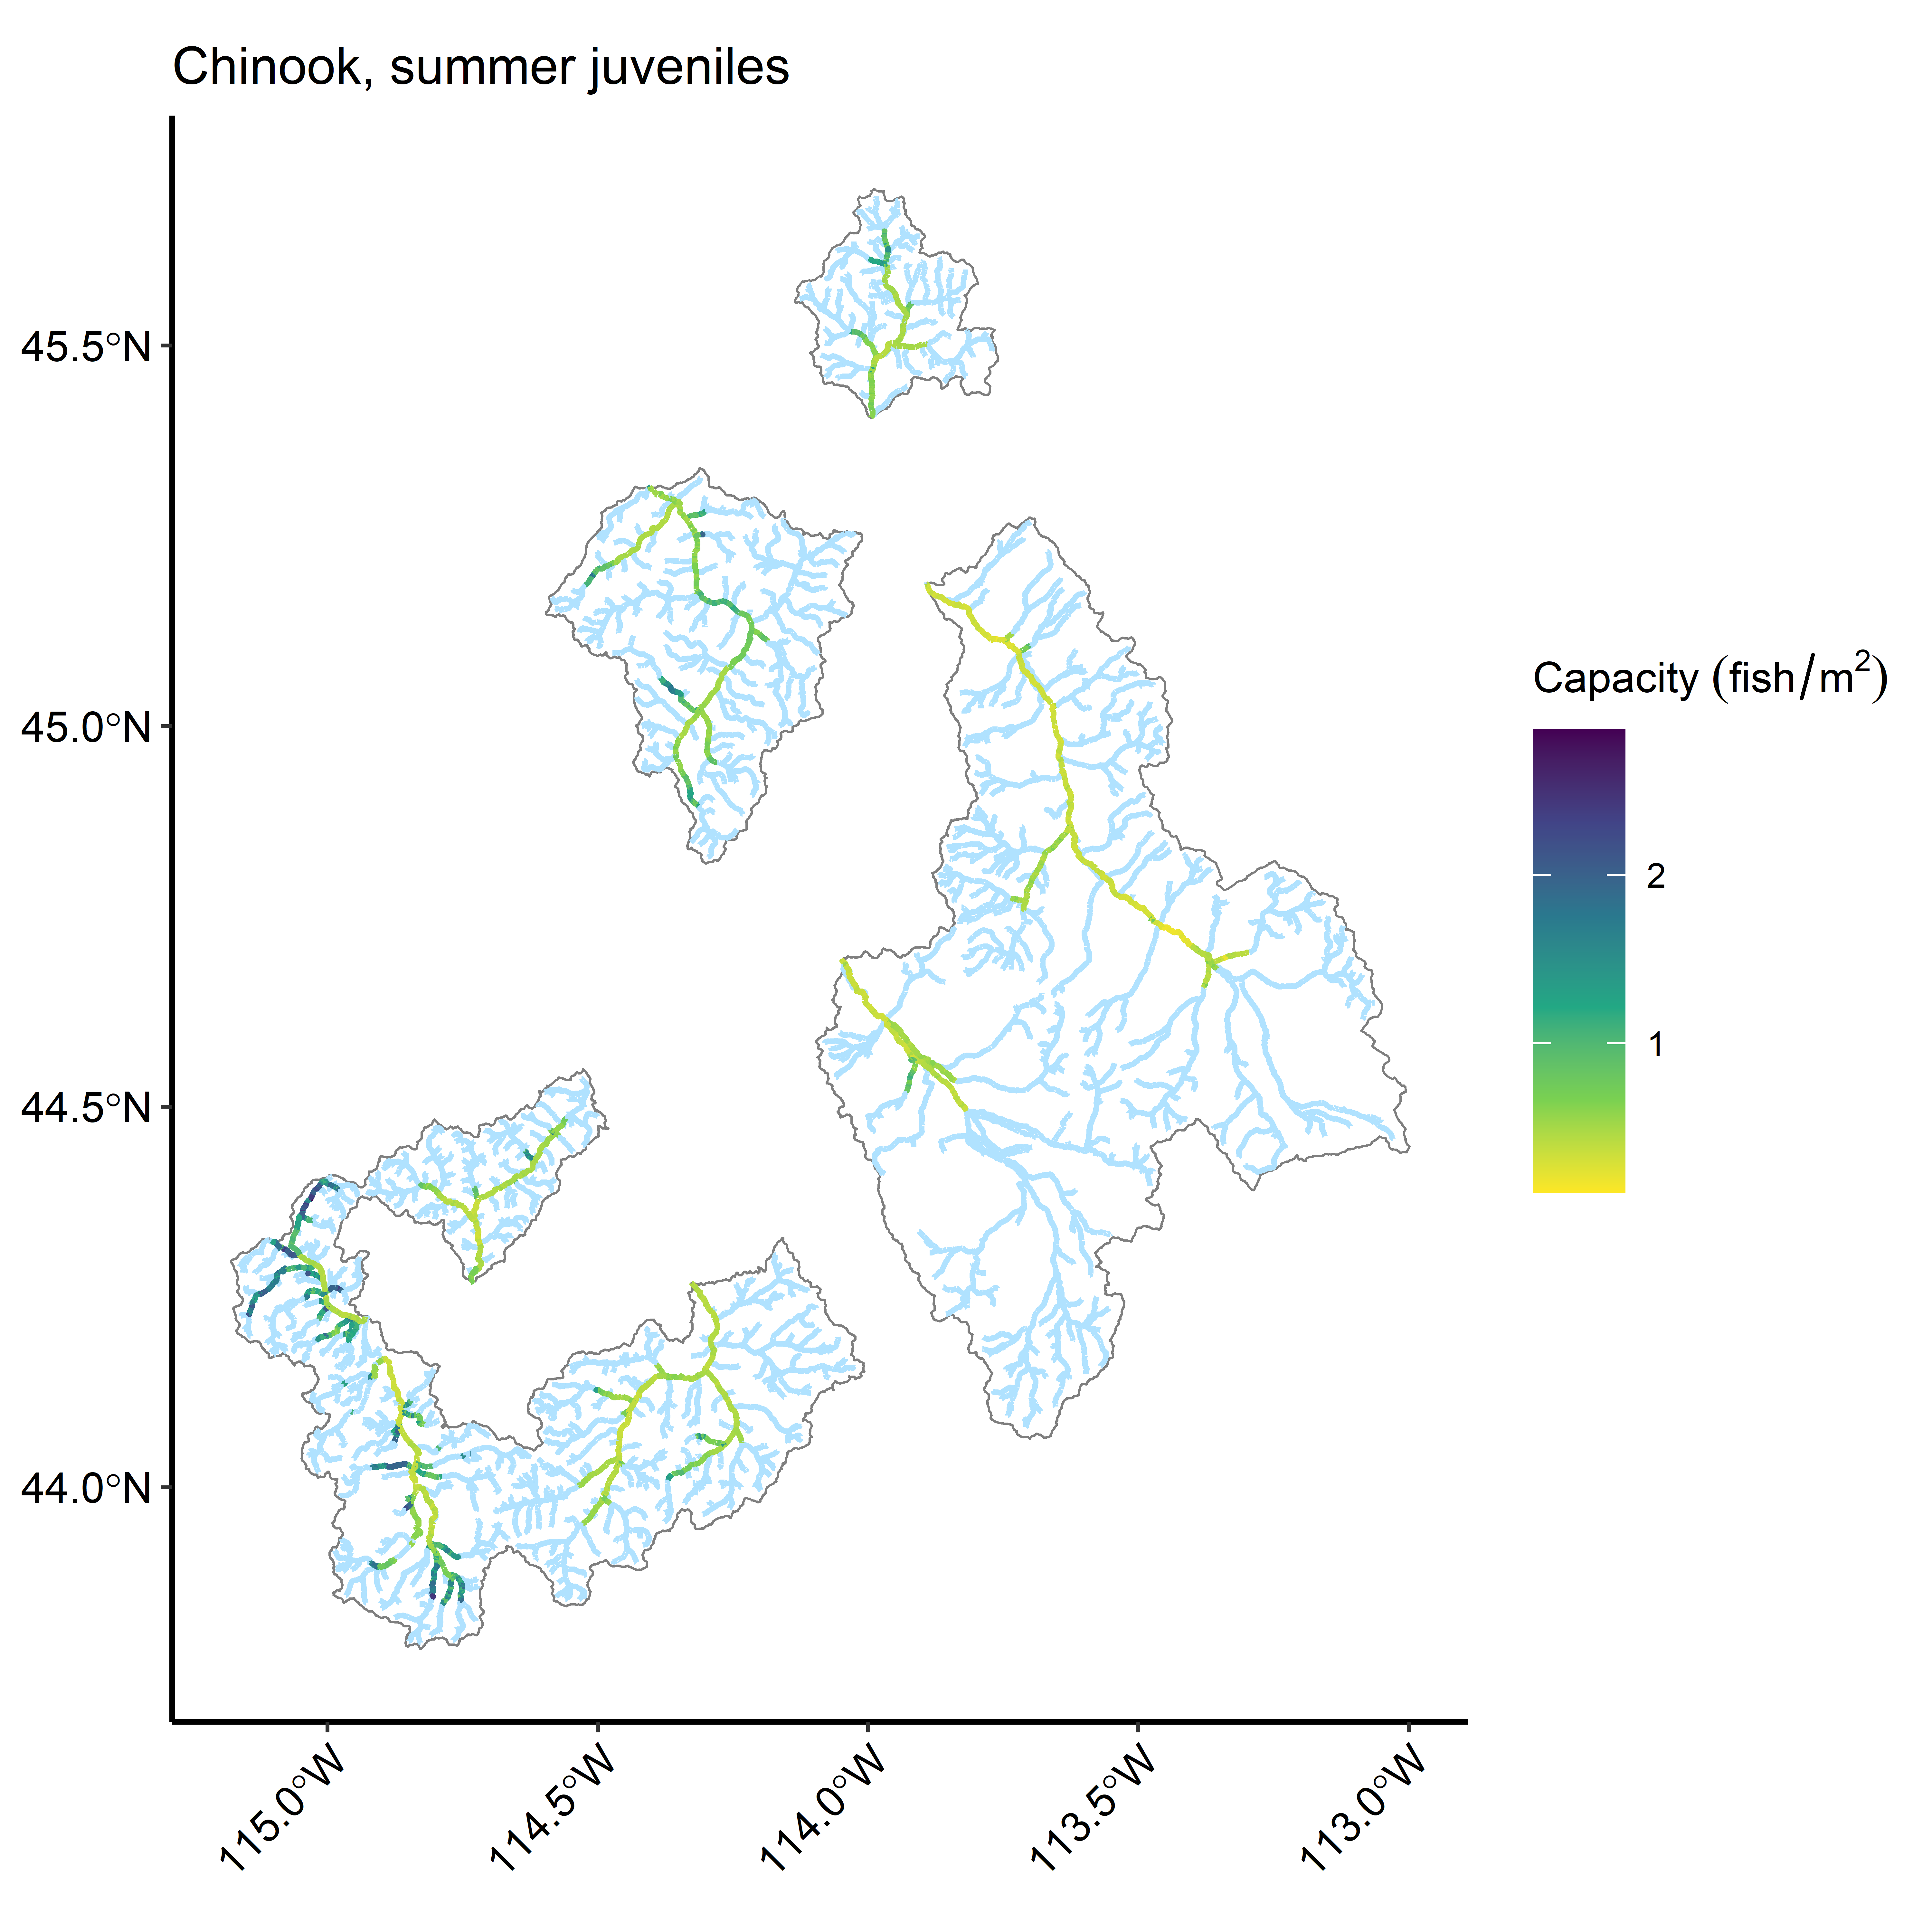 Chinook, summer juveniles
45.5°N
45.0°N
44.5°N
44.0°N
115.0°W
114.5°W
114.0°W
113.5°W
113.0°W
Capacity (fish/m²)
2
1